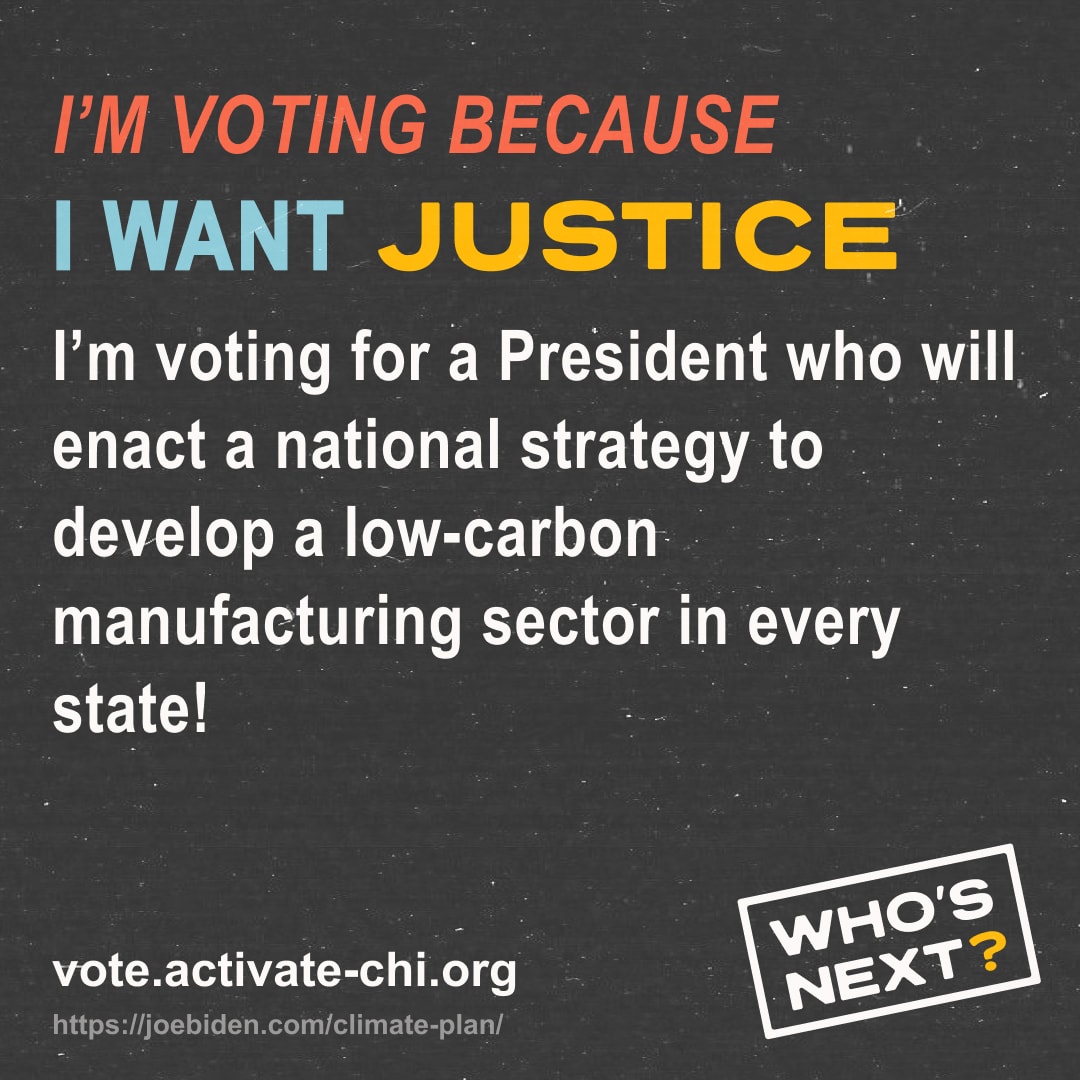 I’M VOTING BECAUSE
I WANT JUSTICE
I’m voting for a President who will
enact a national strategy to
develop a low-carbon
manufacturing sector in every
state!
WHO’S
NEXT?
vote.activate-chi.org
https://joebiden.com/climate-plan/